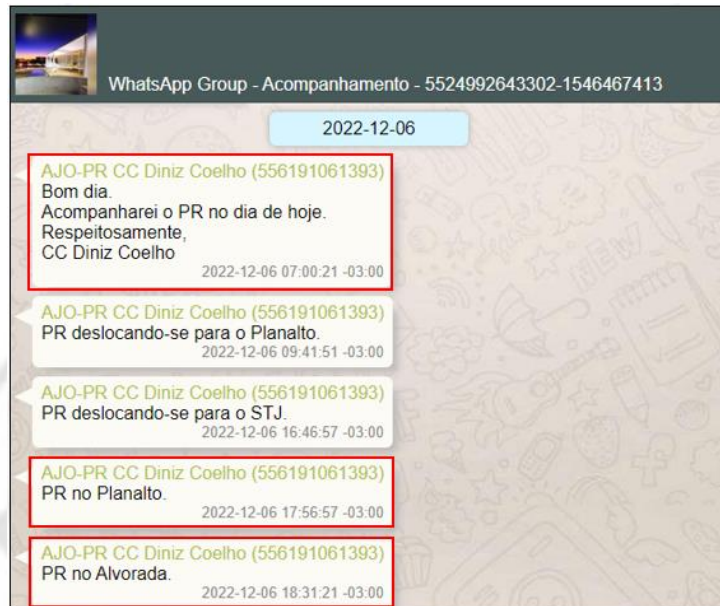 WhatsApp Group - Acompanhamento - 5524992643302-1546467413
2022-12-06
AJO-PR CC Diniz Coelho (556191061393)
Bom dia.
Acompanharei o PR no dia de hoje.
Respeitosamente,
CC Diniz Coelho
2022-12-06 07:00:21 -03:00
AJO-PR CC Diniz Coelho (556191061393)
PR deslocando-se para o Planalto.
2022-12-06 09:41:51 -03:00
AJO-PR CC Diniz Coelho (556191061393)
PR deslocando-se para o STJ.
2022-12-06 16:46:57 -03:00
AJO-PR CC Diniz Coelho (556191061393)
PR no Planalto.
2022-12-06 17:56:57 -03:00
AJO-PR CC Diniz Coelho (556191061393)
PR no Alvorada.
2022-12-06 18:31:21 -03:00